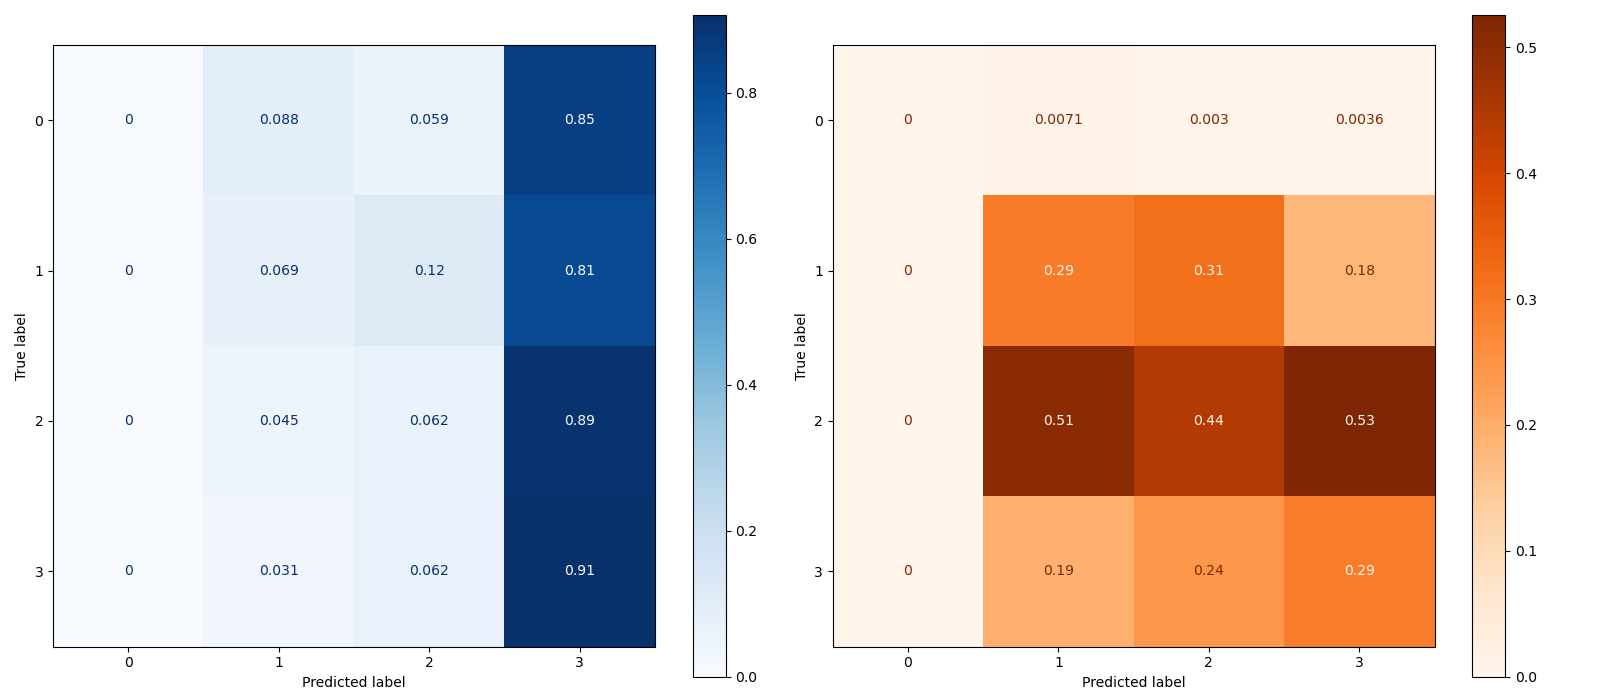 0 0 0.088 0.059 0.85
1 0 0.069 0.12 0.81
2 0 0.045 0.062 0.89
3 0 0.031 0.062 0.91
0 1 2 3
Predicted label
True label
0.8
0.6
0.4
0.2
0.0
0 0 0.0071 0.003 0.0036
1 0 0.29 0.31 0.18
2 0 0.51 0.44 0.53
3 0 0.19 0.24 0.29
0 1 2 3
Predicted label
True label
0.5
0.4
0.3
0.2
0.1
0.0